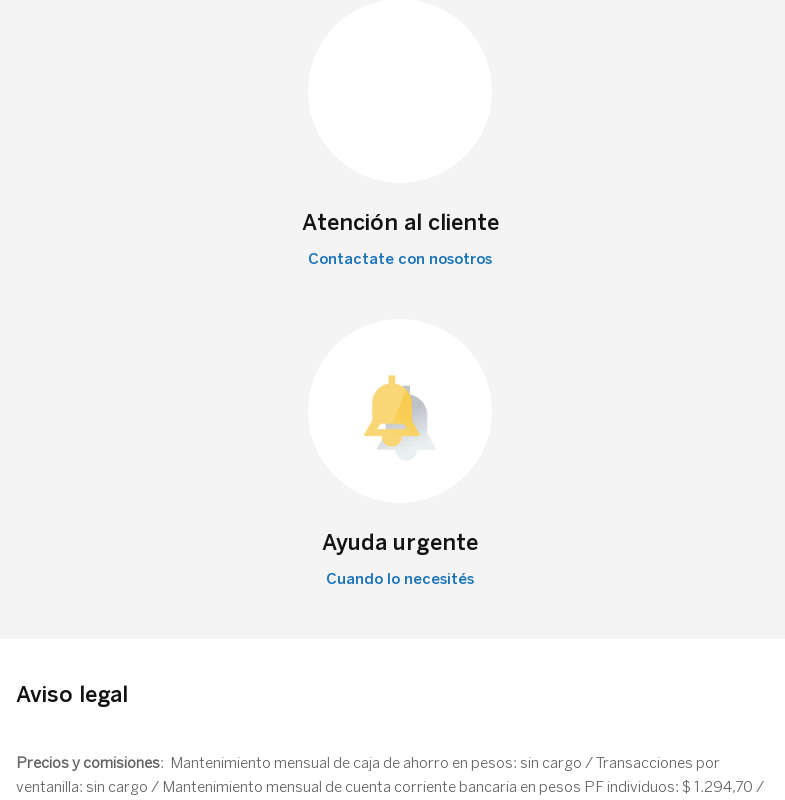 Atención al cliente
Contactate con nosotros
Ayuda urgente
Cuando lo necesités
Aviso legal
Precios y comisiones:  Mantenimiento mensual de caja de ahorro en pesos: sin cargo / Transacciones por
ventanilla: sin cargo / Mantenimiento mensual de cuenta corriente bancaria en pesos PF individuos: $ 1.294,70 /